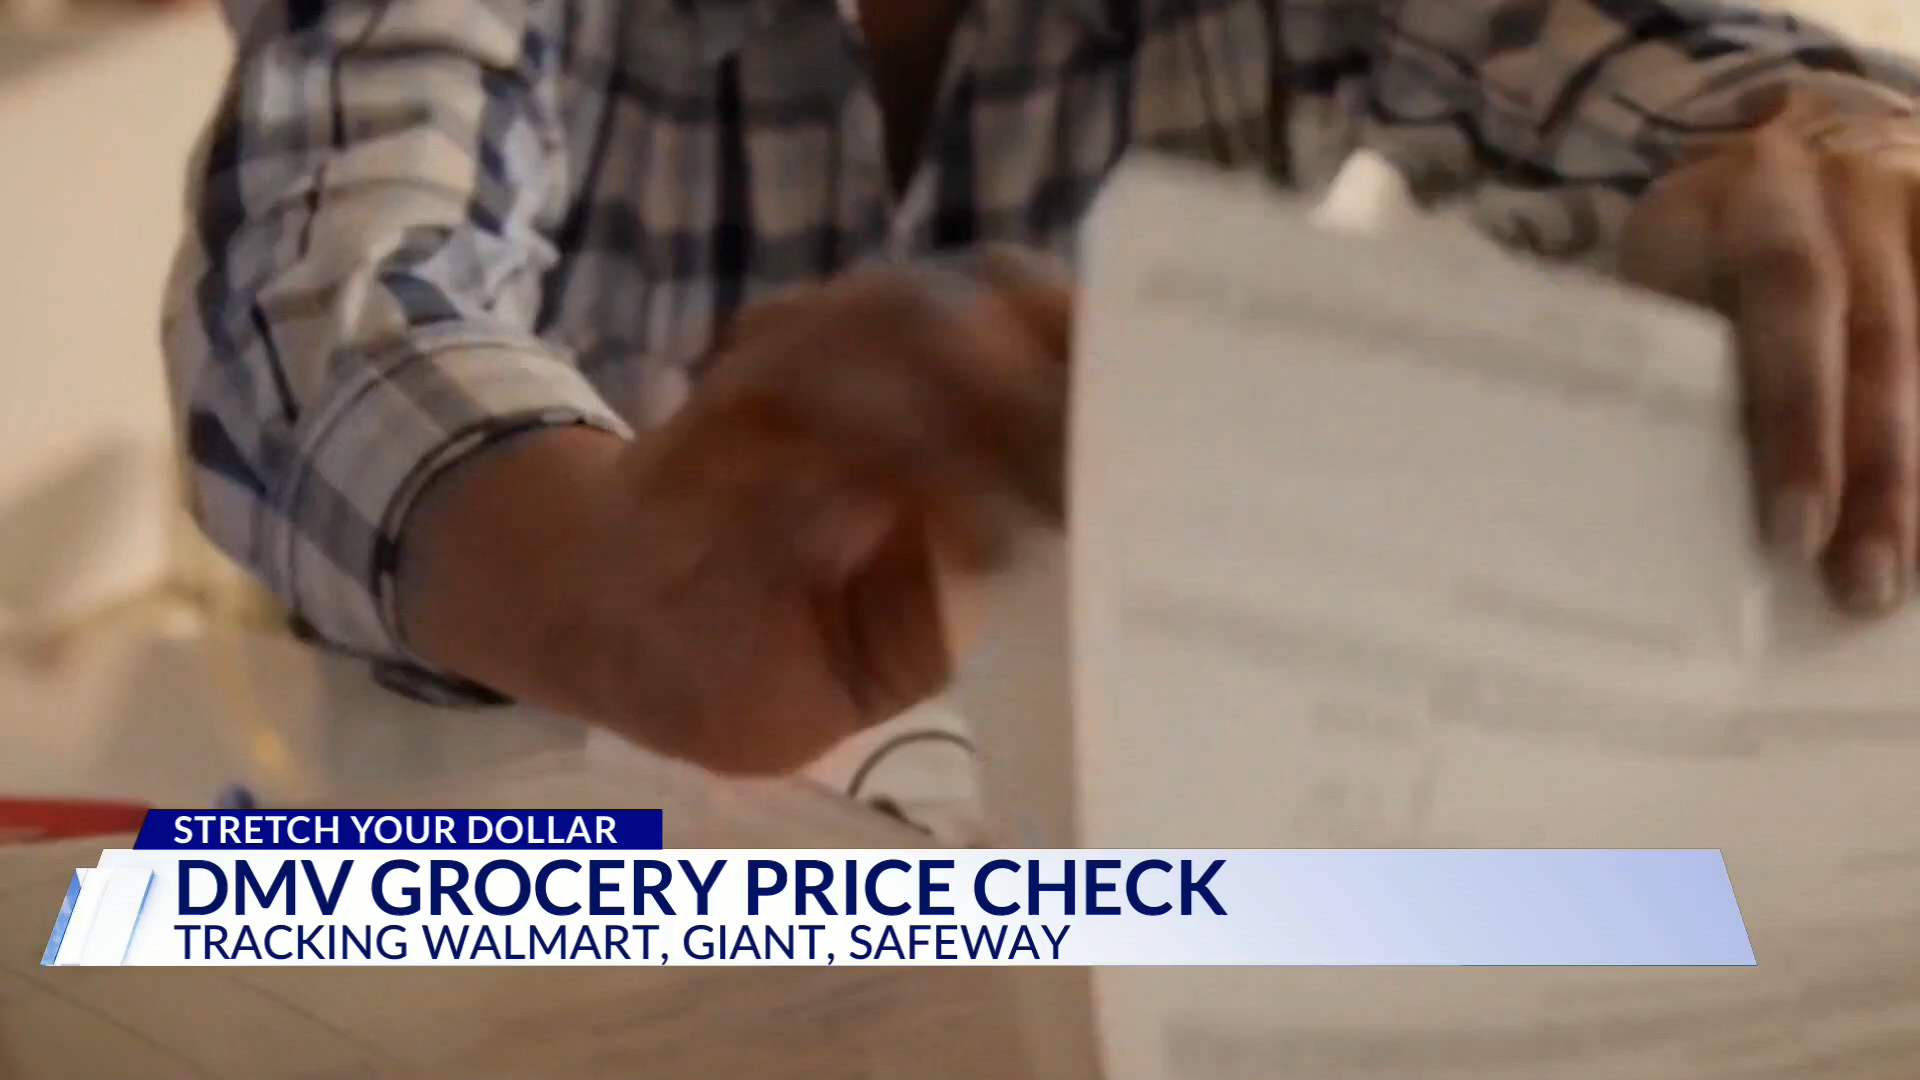 STRETCH YOUR DOLLAR
DMV GROCERY PRICE CHECK
TRACKING WALMART, GIANT, SAFEWAY